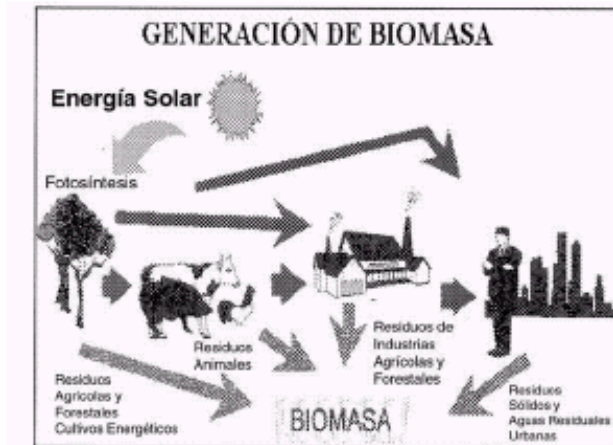 GENERACIÓN DE BIOMASA
Energía Solar
Fotosíntesis
Residuos
Animales
Residuos de
Industrias
Agrícolas y
Forestales
Residuos
Agrícolas y
Forestales
Cultivos Energéticos
BIOMASA
Residuos
Sólidos y
Aguas Residuales
Urbanas